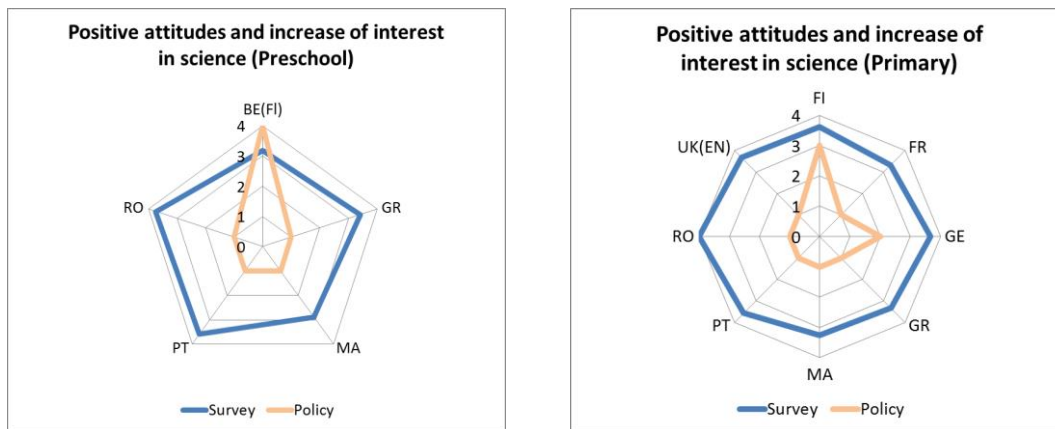 Positive attitudes and increase of interest
in science (Preschool)
BE(Fl)
4
3
2
1
0
GR
MA
PT
RO
Survey
Policy
Positive attitudes and increase of
interest in science (Primary)
FI
4
3
2
1
0
FR
GE
GR
MA
PT
RO
UK(EN)
Survey
Policy